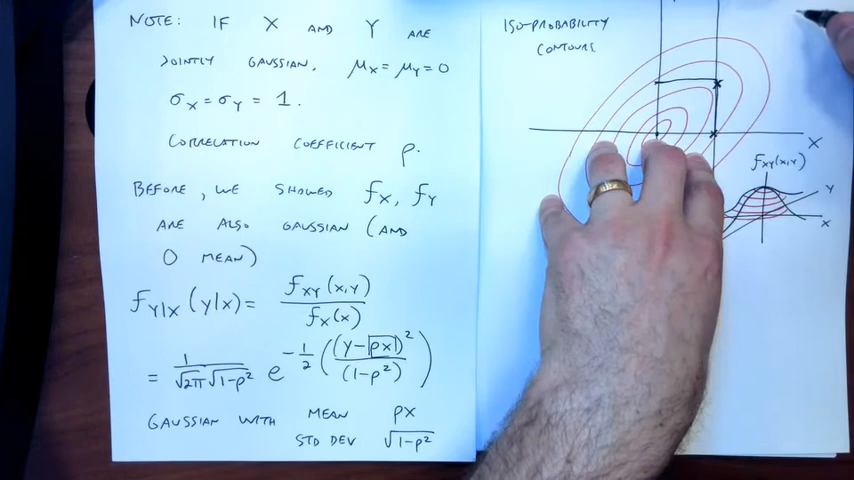 NOTE: IF X AND Y ARE
JOINTLY GAUSSIAN, μX = μY = 0
σX = σY = 1.
CORRELATION COEFFICIENT ρ.
BEFORE, WE SHOWED fX, fY
ARE ALSO GAUSSIAN (AND
0 MEAN)
fY|X (y|x) = fXY(x,y) / fX(x)
= 1/(√2π √1-ρ²) e^(-1/2 ((y-ρx)²/(1-ρ²)))
GAUSSIAN WITH MEAN ρx
STD DEV √1-ρ²
ISO-PROBABILITY
CONTOURS
X
fXY(x,y)
Y
X